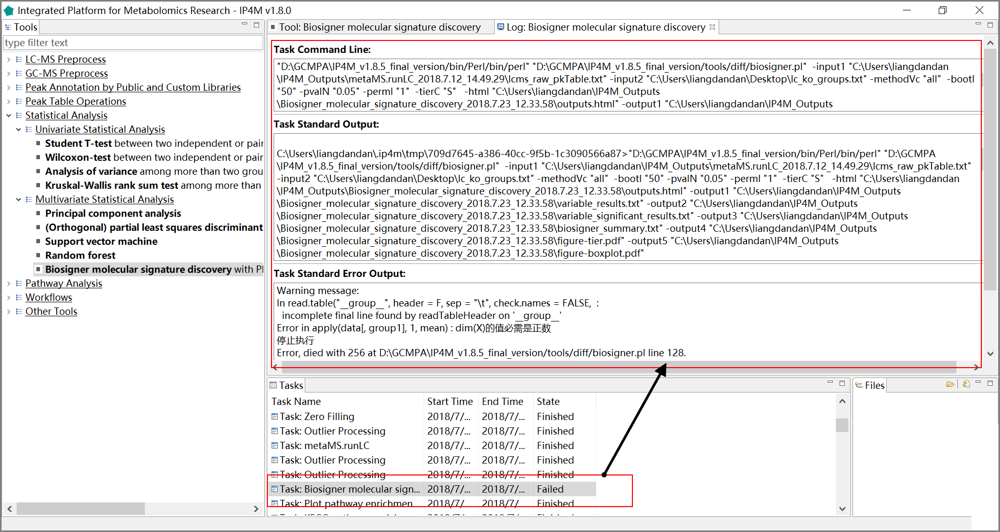 Integrated Platform for Metabolomics Research - IP4M v1.8.0
Tools
type filter text
LC-MS Preprocess
GC-MS Preprocess
Peak Annotation by Public and Custom Libraries
Peak Table Operations
Statistical Analysis
Univariate Statistical Analysis
Student T-test between two independent or pair
Wilcoxon-test between two independent or pair
Analysis of variance among more than two grou
Kruskal-Wallis rank sum test among more than
Multivariate Statistical Analysis
Principal component analysis
(Orthogonal) partial least squares discriminant
Support vector machine
Random forest
Biosigner molecular signature discovery with Pl
Pathway Analysis
Workflows
Other Tools
Tool: Biosigner molecular signature discovery
Log: Biosigner molecular signature discovery
Task Command Line:
"D:\GCMPA\IP4M_v1.8.5_final_version/bin/Perl/bin/perl" "D:\GCMPA\IP4M_v1.8.5_final_version/tools/diff/biosigner.pl"  -input1 "C:\Users\liangdandan
\IP4M_Outputs\metaMS.runLC_2018.7.12_14.49.29\lcms_raw_pkTable.txt" -input2 "C:\Users\liangdandan\Desktop\lc_ko_groups.txt" -methodVc "all"  -bootI
"50" -pvalN "0.05" -permI "1"  -tierC "S"   -html "C:\Users\liangdandan\IP4M_Outputs
\Biosigner_molecular_signature_discovery_2018.7.23_12.33.58\outputs.html" -output1 "C:\Users\liangdandan\IP4M_Outputs
Task Standard Output:
C:\Users\liangdandan\.ip4m\tmp\709d7645-a386-40cc-9f5b-1c3090566a87>"D:\GCMPA\IP4M_v1.8.5_final_version/bin/Perl/bin/perl" "D:\GCMPA
\IP4M_v1.8.5_final_version/tools/diff/biosigner.pl"  -input1 "C:\Users\liangdandan\IP4M_Outputs\metaMS.runLC_2018.7.12_14.49.29\lcms_raw_pkTable.txt"
-input2 "C:\Users\liangdandan\Desktop\lc_ko_groups.txt" -methodVc "all"  -bootI "50" -pvalN "0.05" -permI "1"  -tierC "S"   -html "C:\Users\liangdandan
\IP4M_Outputs\Biosigner_molecular_signature_discovery_2018.7.23_12.33.58\outputs.html" -output1 "C:\Users\liangdandan\IP4M_Outputs
\Biosigner_molecular_signature_discovery_2018.7.23_12.33.58\variable_results.txt" -output2 "C:\Users\liangdandan\IP4M_Outputs
\Biosigner_molecular_signature_discovery_2018.7.23_12.33.58\variable_significant_results.txt" -output3 "C:\Users\liangdandan\IP4M_Outputs
\Biosigner_molecular_signature_discovery_2018.7.23_12.33.58\biosigner_summary.txt" -output4 "C:\Users\liangdandan\IP4M_Outputs
\Biosigner_molecular_signature_discovery_2018.7.23_12.33.58\figure-tier.pdf" -output5 "C:\Users\liangdandan\IP4M_Outputs
\Biosigner_molecular_signature_discovery_2018.7.23_12.33.58\figure-boxplot.pdf"
Task Standard Error Output:
Warning message:
In read.table("__group__", header = F, sep = "\t", check.names = FALSE,  :
incomplete final line found by readTableHeader on '__group__'
Error in apply(data[, group1], 1, mean) : dim(X)的值必需是正数
停止执行
Error, died with 256 at D:\GCMPA\IP4M_v1.8.5_final_version/tools/diff/biosigner.pl line 128.
Tasks
Task Name Start Time End Time State
Task: Zero Filling 2018/7/... 2018/7/... Finished
Task: Outlier Processing 2018/7/... 2018/7/... Finished
Task: metaMS.runLC 2018/7/... 2018/7/... Finished
Task: Outlier Processing 2018/7/... 2018/7/... Finished
Task: Outlier Processing 2018/7/... 2018/7/... Finished
Task: Biosigner molecular sign... 2018/7/... 2018/7/... Failed
Task: Plot pathway enrichmen 2018/7/ 2018/7/ Finished
Files